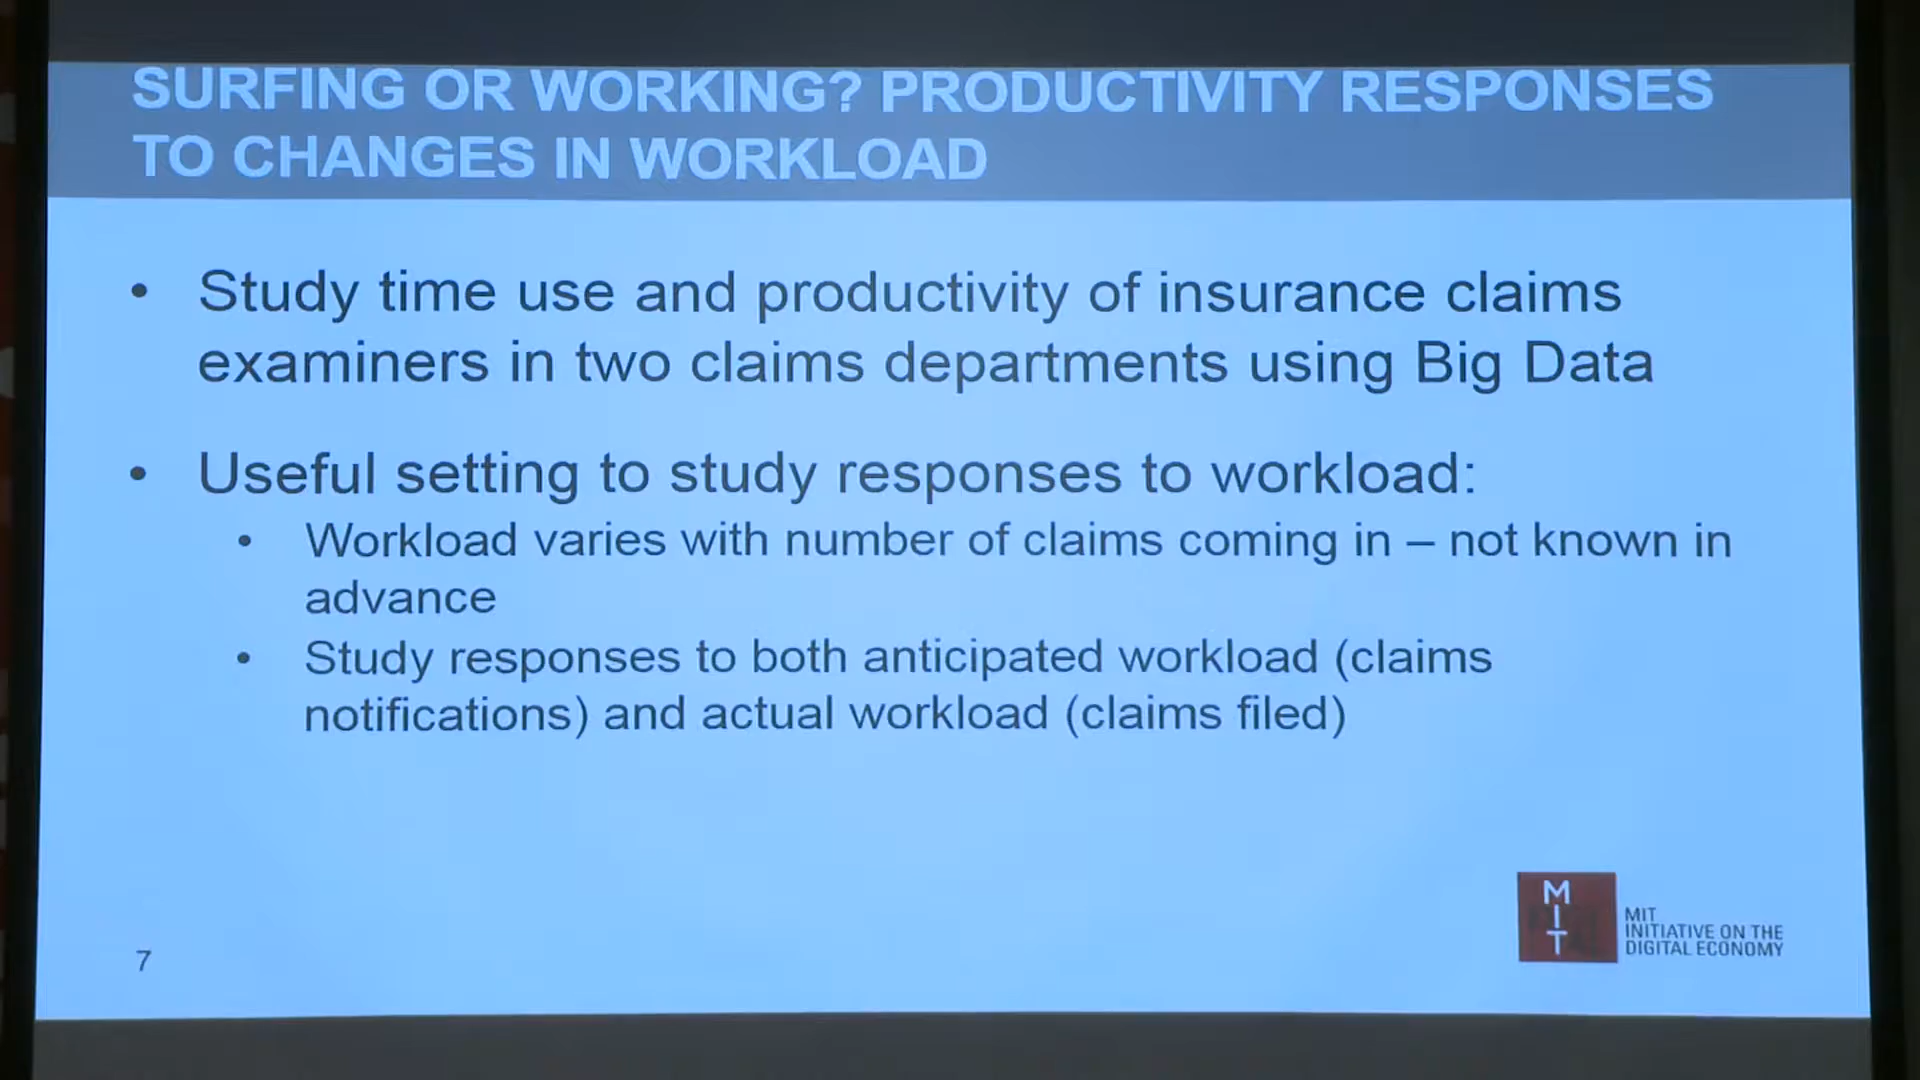 SURFING OR WORKING? PRODUCTIVITY RESPONSES
TO CHANGES IN WORKLOAD
• Study time use and productivity of insurance claims
examiners in two claims departments using Big Data
• Useful setting to study responses to workload:
• Workload varies with number of claims coming in – not known in
advance
• Study responses to both anticipated workload (claims
notifications) and actual workload (claims filed)
7
MIT
MIT
INITIATIVE ON THE
DIGITAL ECONOMY